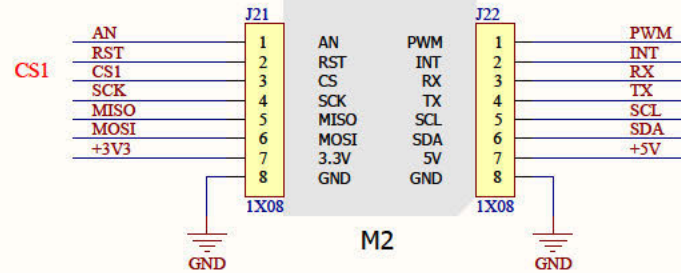 J21 J22
AN 1 AN PWM 1 PWM
RST 2 RST INT 2 INT
CS1 CS1 3 CS RX 3 RX
SCK 4 SCK TX 4 TX
MISO 5 MISO SCL 5 SCL
MOSI 6 MOSI SDA 6 SDA
+3V3 7 3.3V 5V 7 +5V
8 GND GND 8
1X08 1X08
M2
GND GND